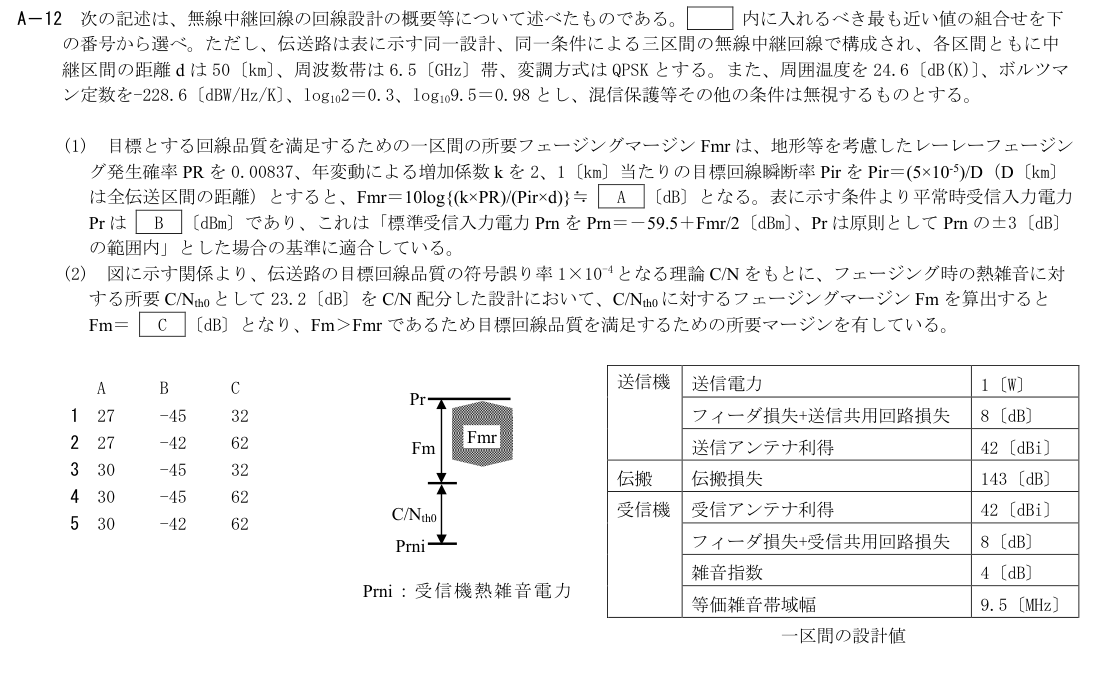 A－12 次の記述は、無線中継回線の回線設計の概要等について述べたものである。 内に入れるべき最も近い値の組合せを下
の番号から選べ。ただし、伝送路は表に示す同一設計、同一条件による三区間の無線中継回線で構成され、各区間ともに中
継区間の距離 d は 50〔km〕、周波数帯は 6.5〔GHz〕帯、変調方式は QPSK とする。また、周囲温度を 24.6〔dB(K)〕、ボルツマ
ン定数を-228.6〔dBW/Hz/K〕、log₁₀2＝0.3、log₁₀9.5＝0.98 とし、混信保護等その他の条件は無視するものとする。
(1) 目標とする回線品質を満足するための一区間の所要フェージングマージン Fmr は、地形等を考慮したレーレーフェージン
グ発生確率 PR を 0.00837、年変動による増加係数 k を 2、1〔km〕当たりの目標回線瞬断率 Pir を Pir＝(5×10⁻⁵)/D（D〔km〕
は全伝送区間の距離）とすると、Fmr＝10log{(k×PR)/(Pir×d)}≒ A 〔dB〕となる。表に示す条件より平常時受信入力電力
Pr は B 〔dBm〕であり、これは「標準受信入力電力 Prn を Prn＝－59.5＋Fmr/2〔dBm〕、Pr は原則として Prn の±3〔dB〕
の範囲内」とした場合の基準に適合している。
(2) 図に示す関係より、伝送路の目標回線品質の符号誤り率 1×10⁻⁴となる理論 C/N をもとに、フェージング時の熱雑音に対
する所要 C/Nth0 として 23.2〔dB〕を C/N 配分した設計において、C/Nth0 に対するフェージングマージン Fm を算出すると
Fm＝ C 〔dB〕となり、Fm＞Fmr であるため目標回線品質を満足するための所要マージンを有している。
A B C
1 27 -45 32
2 27 -42 62
3 30 -45 32
4 30 -45 62
5 30 -42 62
Pr
Fm
Fmr
C/Nth0
Prni
Prni：受信機熱雑音電力
送信機 送信電力 1〔W〕
フィーダ損失+送信共用回路損失 8〔dB〕
送信アンテナ利得 42〔dBi〕
伝搬 伝搬損失 143〔dB〕
受信機 受信アンテナ利得 42〔dBi〕
フィーダ損失+受信共用回路損失 8〔dB〕
雑音指数 4〔dB〕
等価雑音帯域幅 9.5〔MHz〕
一区間の設計値